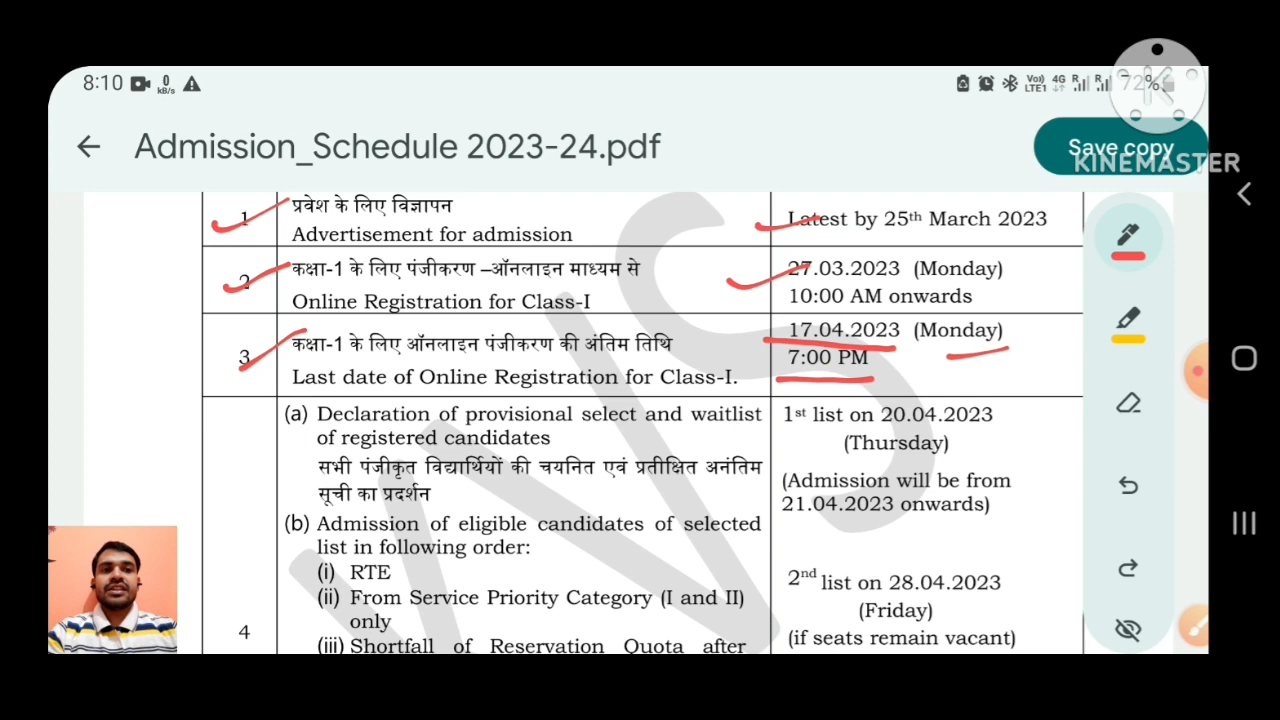 8:10 0 kB/s Vo) LTE1 4G R R 72%
Admission_Schedule 2023-24.pdf
Save copy
KINEMASTER
1 प्रवेश के लिए विज्ञापन
Advertisement for admission
Latest by 25th March 2023
2 कक्षा-1 के लिए पंजीकरण –ऑनलाइन माध्यम से
Online Registration for Class-I
27.03.2023 (Monday)
10:00 AM onwards
3 कक्षा-1 के लिए ऑनलाइन पंजीकरण की अंतिम तिथि
Last date of Online Registration for Class-I.
17.04.2023 (Monday)
7:00 PM
4
(a) Declaration of provisional select and waitlist
of registered candidates
सभी पंजीकृत विद्यार्थियों की चयनित एवं प्रतीक्षित अनंतिम
सूची का प्रदर्शन
(b) Admission of eligible candidates of selected
list in following order:
(i) RTE
(ii) From Service Priority Category (I and II)
only
(iii) Shortfall of Reservation Quota after
1st list on 20.04.2023
(Thursday)
(Admission will be from
21.04.2023 onwards)
2nd list on 28.04.2023
(Friday)
(if seats remain vacant)